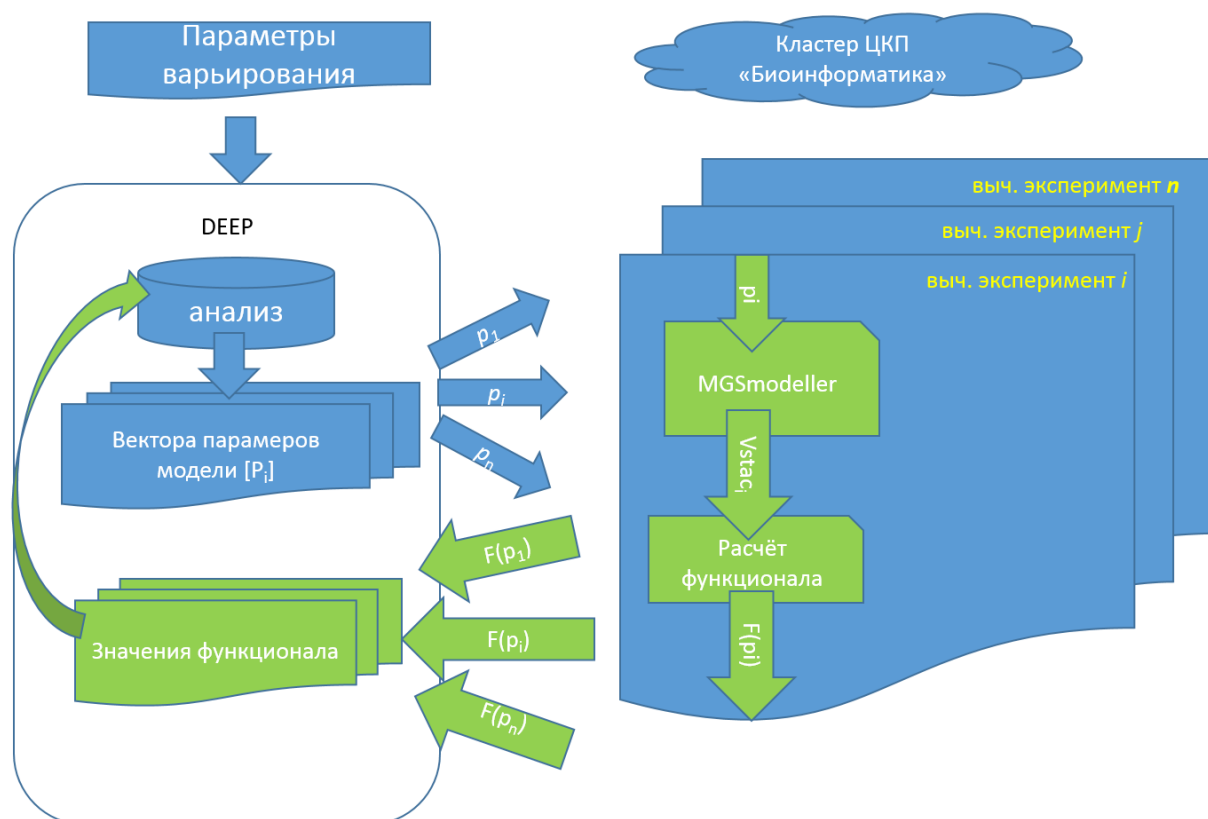 Параметры
варьирования
DEEP
анализ
Вектора парамеров
модели [Pi]
p1
pi
pn
F(p1)
F(pi)
F(pn)
Значения функционала
Кластер ЦКП
«Биоинформатика»
выч. эксперимент n
выч. эксперимент j
выч. эксперимент i
pi
MGSmodeller
Vstaci
Расчёт
функционала
F(pi)